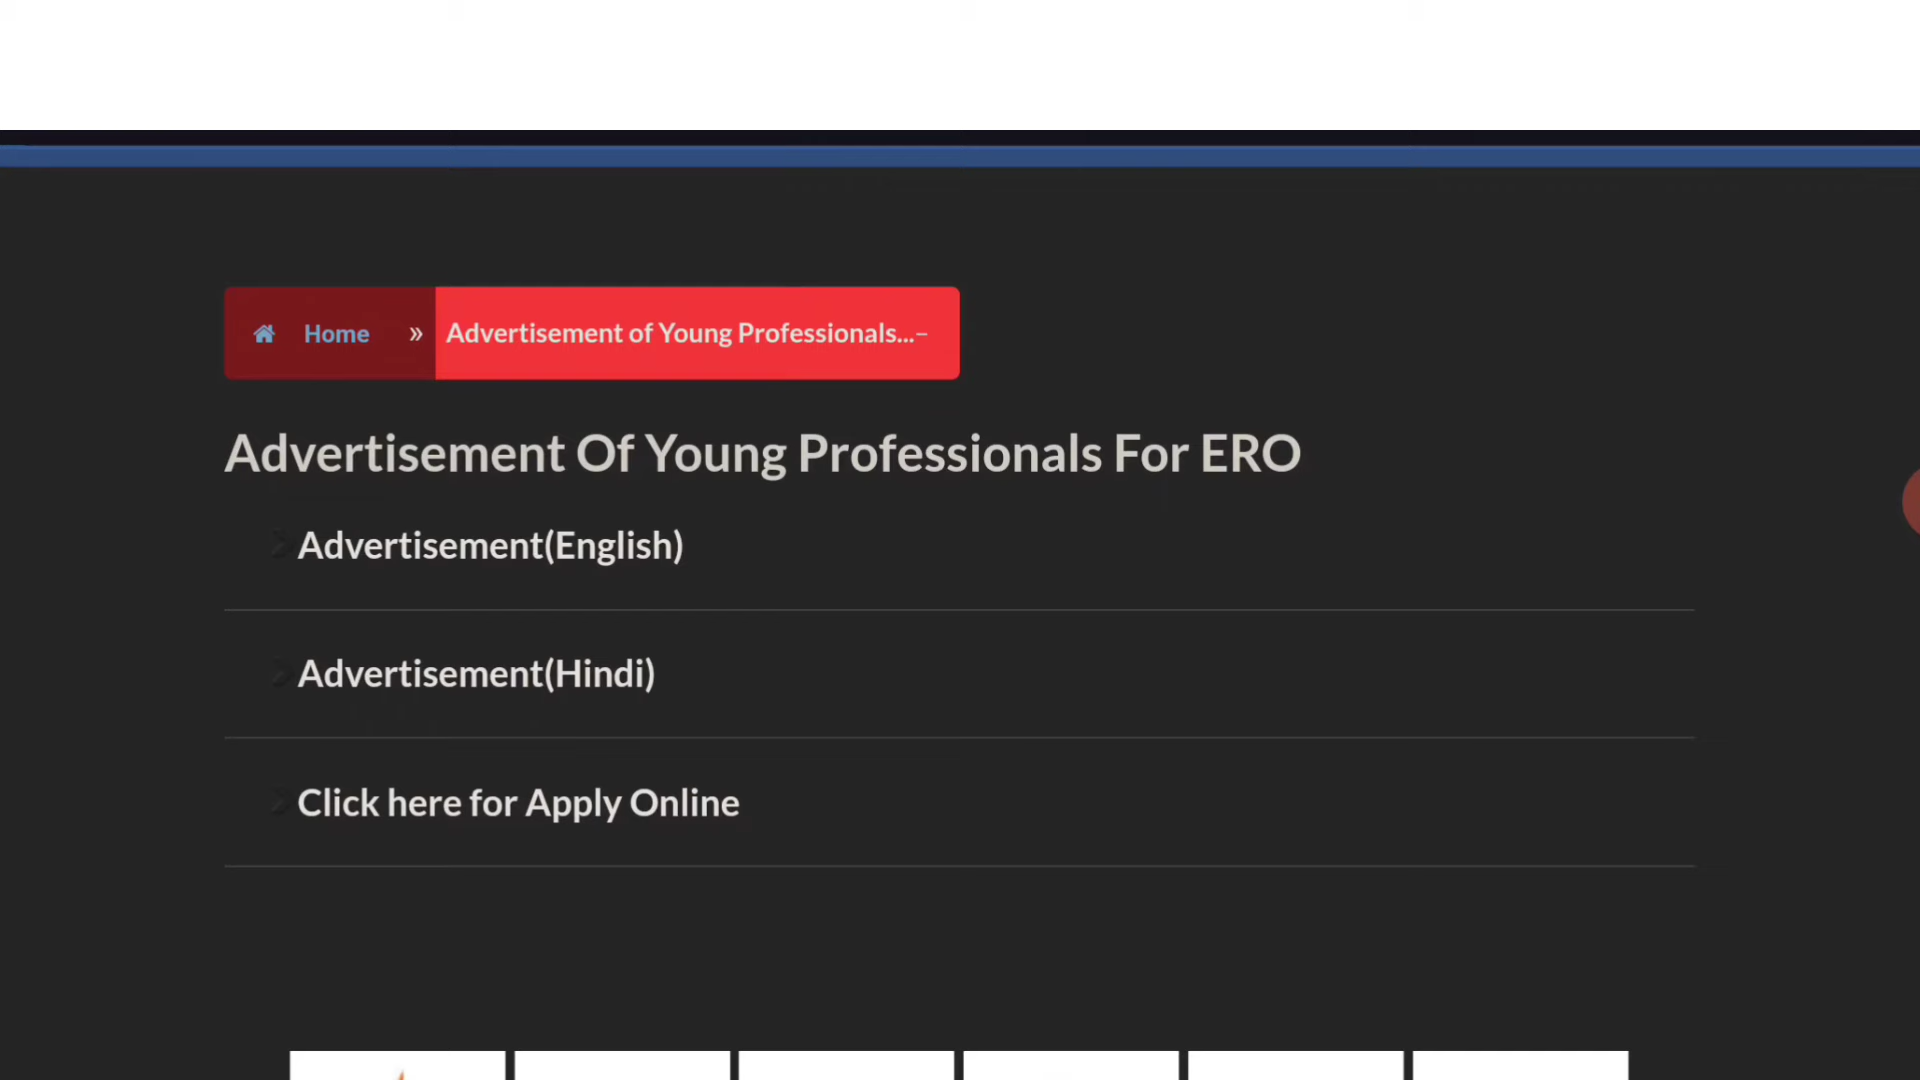 Home » Advertisement of Young Professionals...–
Advertisement Of Young Professionals For ERO
Advertisement(English)
Advertisement(Hindi)
Click here for Apply Online